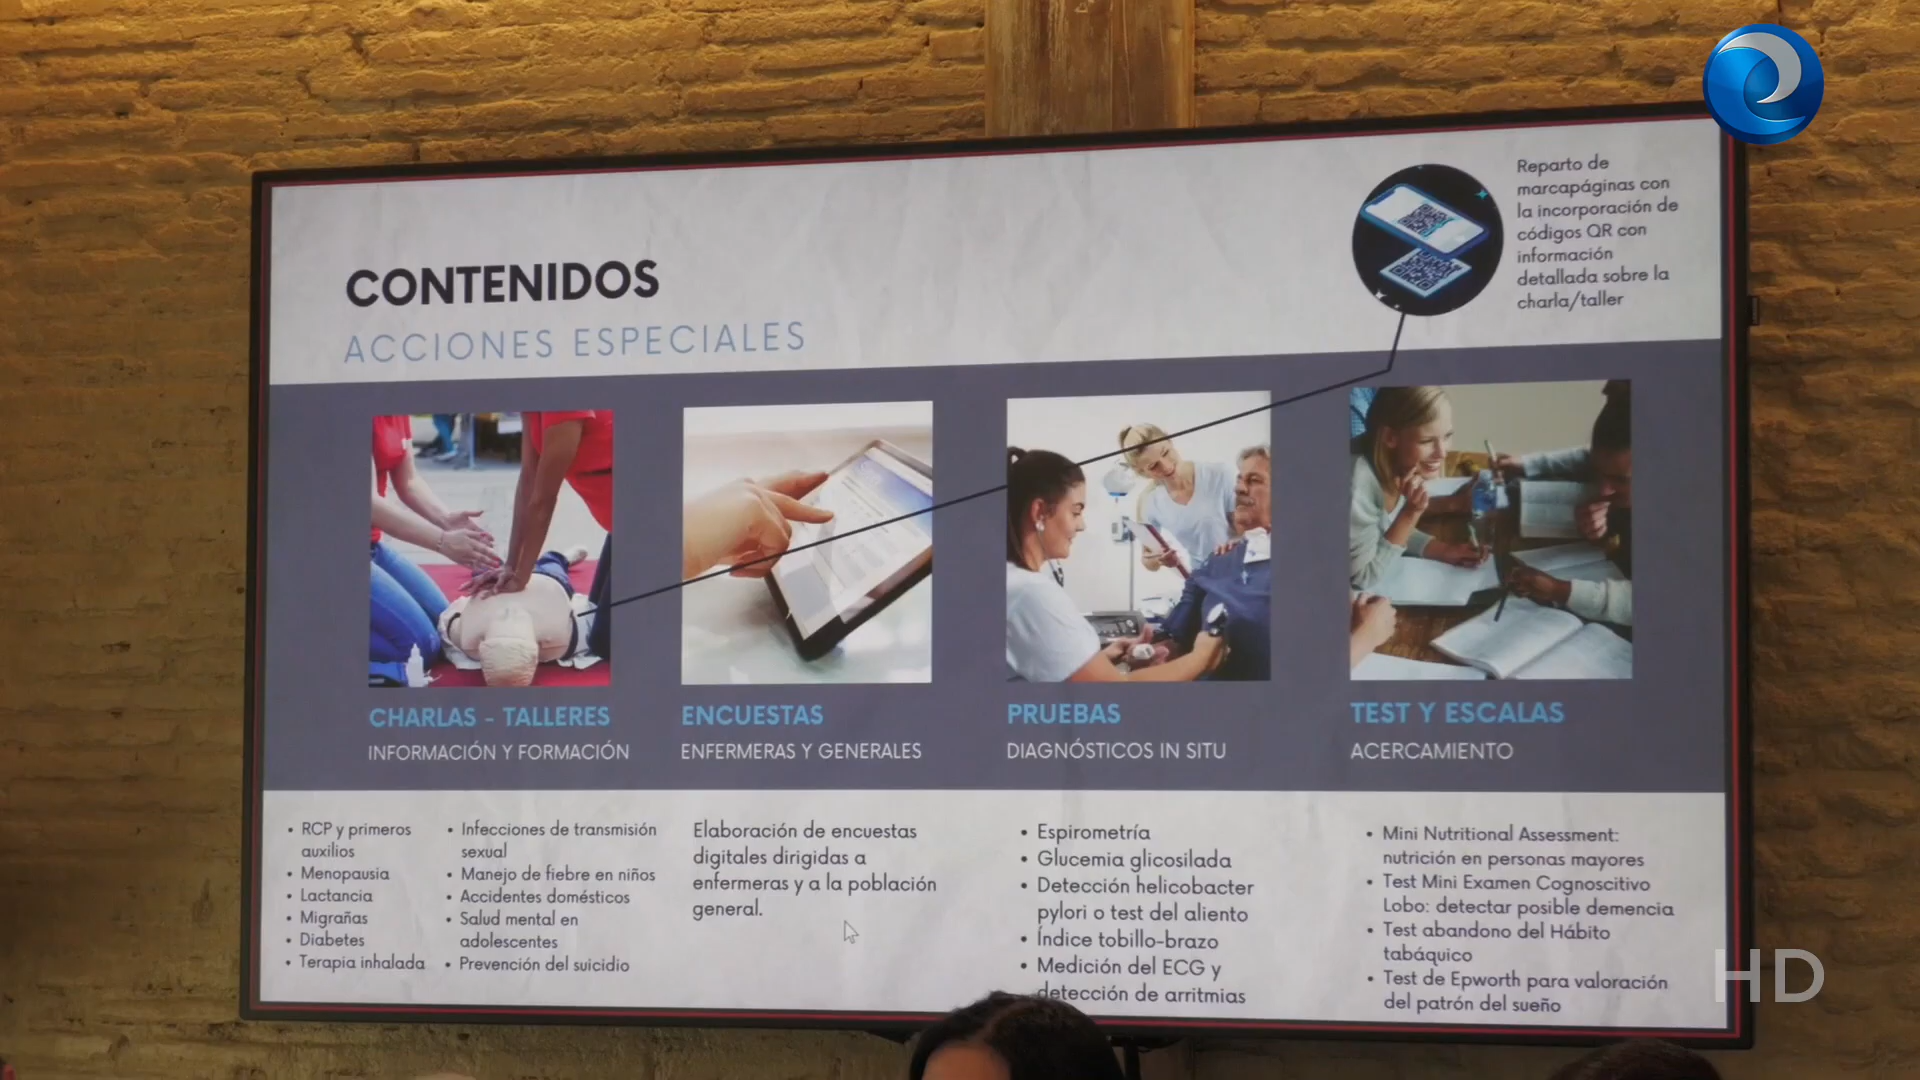 Reparto de
marcapáginas con
la incorporación de
códigos QR con
información
detallada sobre la
charla/taller
CONTENIDOS
ACCIONES ESPECIALES
CHARLAS - TALLERES
INFORMACIÓN Y FORMACIÓN
ENCUESTAS
ENFERMERAS Y GENERALES
PRUEBAS
DIAGNÓSTICOS IN SITU
TEST Y ESCALAS
ACERCAMIENTO
• RCP y primeros
auxilios
• Menopausia
• Lactancia
• Migrañas
• Diabetes
• Terapia inhalada
• Infecciones de transmisión
sexual
• Manejo de fiebre en niños
• Accidentes domésticos
• Salud mental en
adolescentes
• Prevención del suicidio
Elaboración de encuestas
digitales dirigidas a
enfermeras y a la población
general.
• Espirometría
• Glucemia glicosilada
• Detección helicobacter
pylori o test del aliento
• Índice tobillo-brazo
• Medición del ECG y
detección de arritmias
• Mini Nutritional Assessment:
nutrición en personas mayores
• Test Mini Examen Cognoscitivo
Lobo: detectar posible demencia
• Test abandono del Hábito
tabáquico
• Test de Epworth para valoración
del patrón del sueño
HD